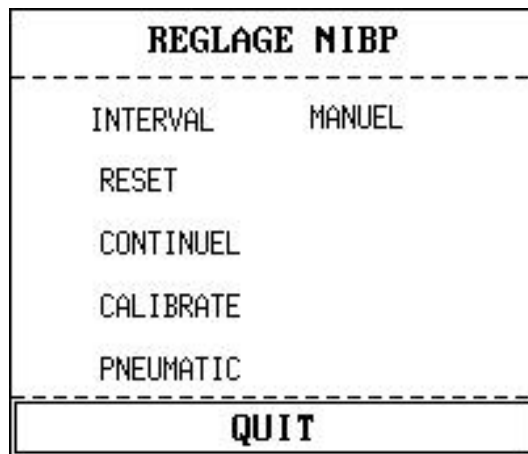 REGLAGE NIBP
INTERVAL MANUEL
RESET
CONTINUEL
CALIBRATE
PNEUMATIC
QUIT